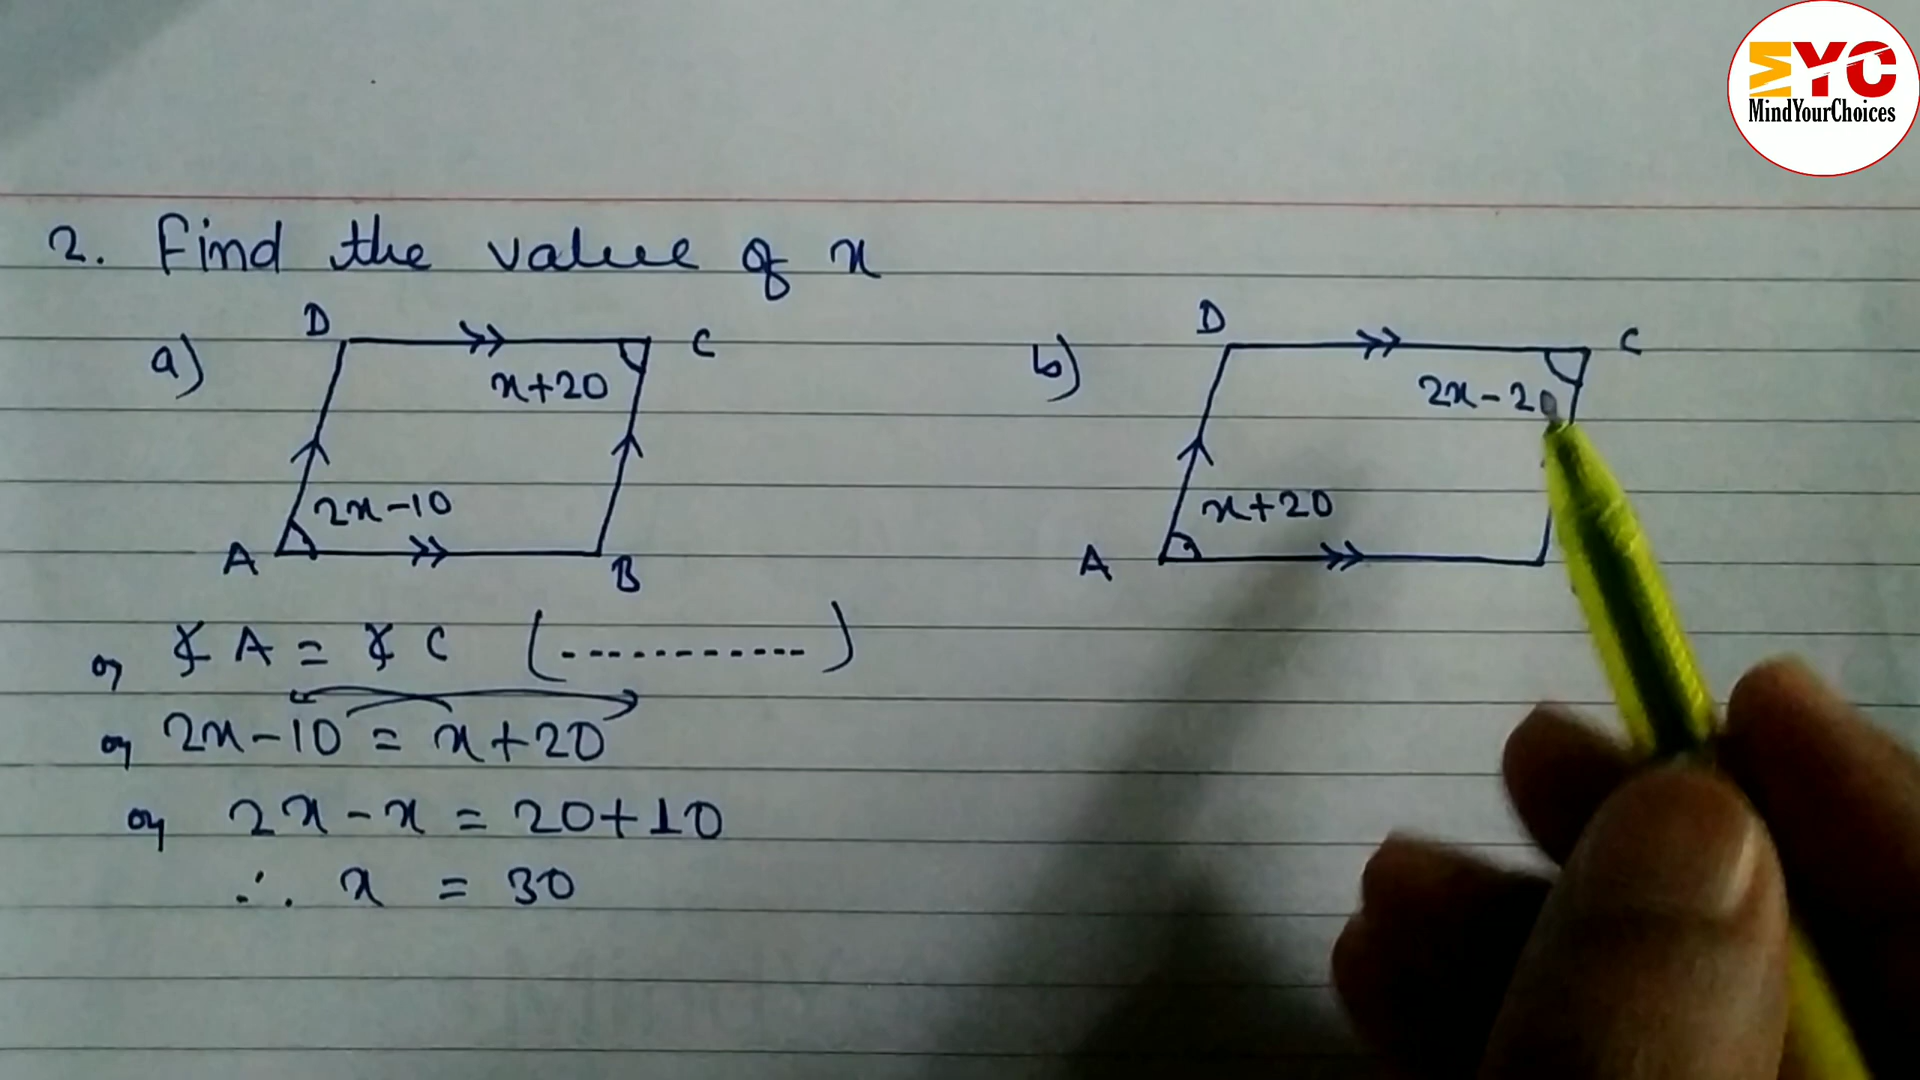 MYC
MindYourChoices
2. Find the value of x
a)
D
C
x+20
2x-10
A
B
b)
D
C
2x-20
x+20
A
or ∡A = ∡C (-----------)
or 2x-10 = x+20
or 2x-x = 20+10
∴ x = 30